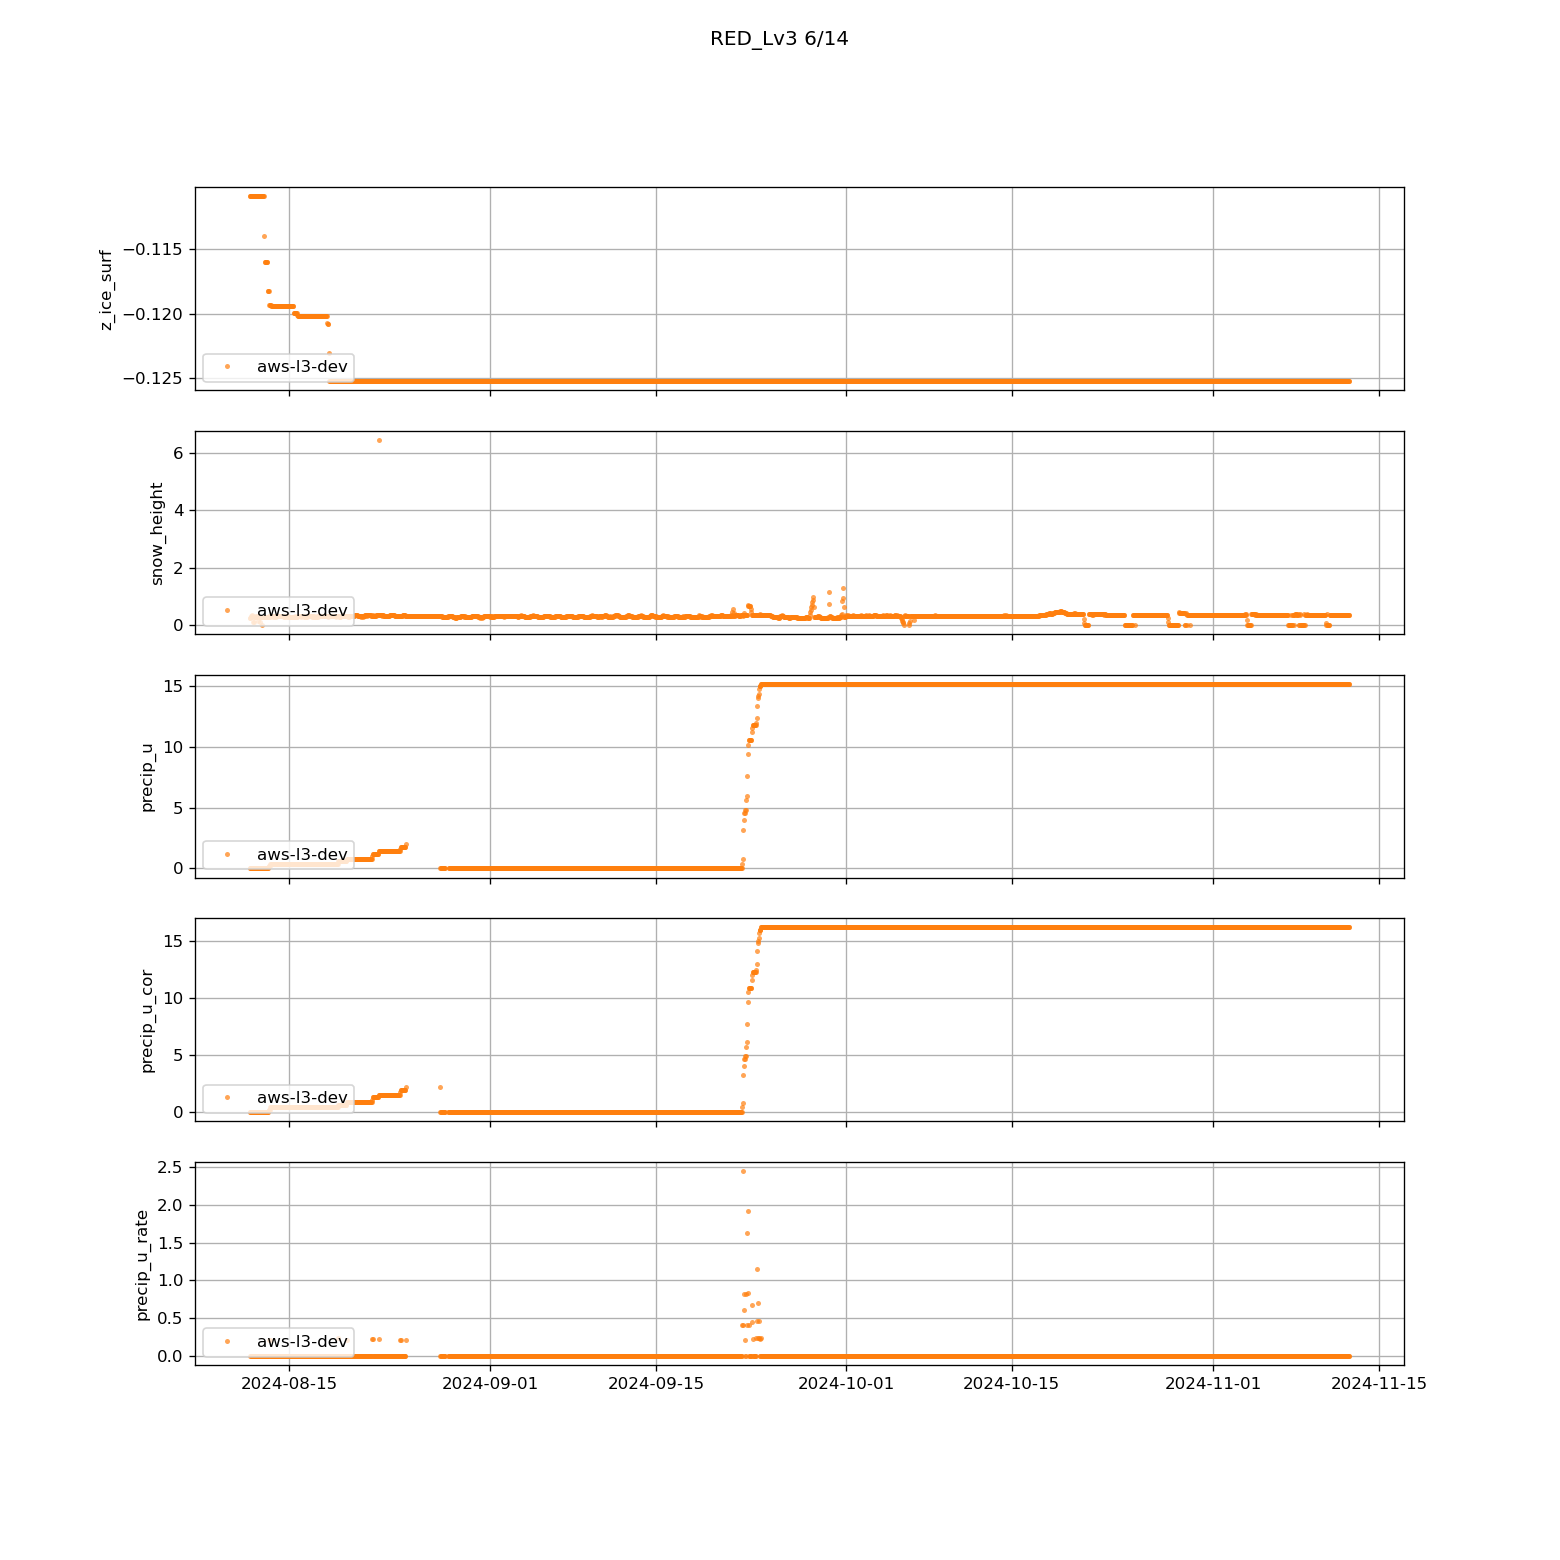 RED_Lv3 6/14
z_ice_surf
−0.115
−0.120
−0.125
aws-l3-dev
snow_height
6
4
2
0
aws-l3-dev
precip_u
15
10
5
0
aws-l3-dev
precip_u_cor
15
10
5
0
aws-l3-dev
precip_u_rate
2.5
2.0
1.5
1.0
0.5
0.0
aws-l3-dev
2024-08-15 2024-09-01 2024-09-15 2024-10-01 2024-10-15 2024-11-01 2024-11-15